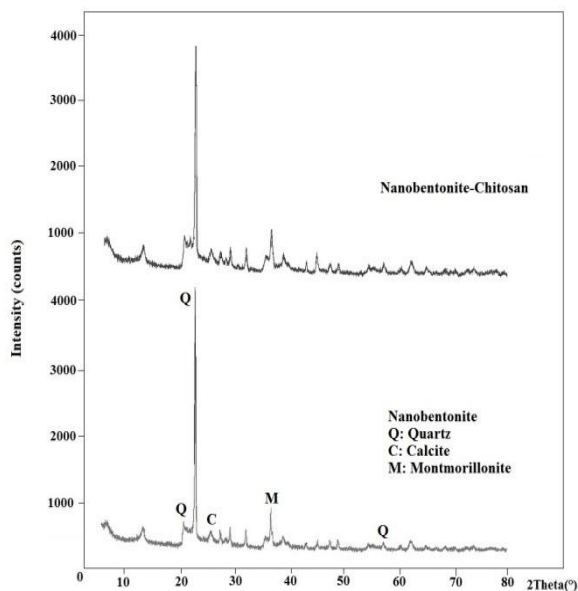 4000
3000
2000
Nanobentonite-Chitosan
1000
4000
Q
3000
Nanobentonite
Q: Quartz
2000
C: Calcite
M: Montmorillonite
1000
Q
C
M
Q
0
10
20
30
40
50
60
70
80
2Theta(°)
Intensity (counts)